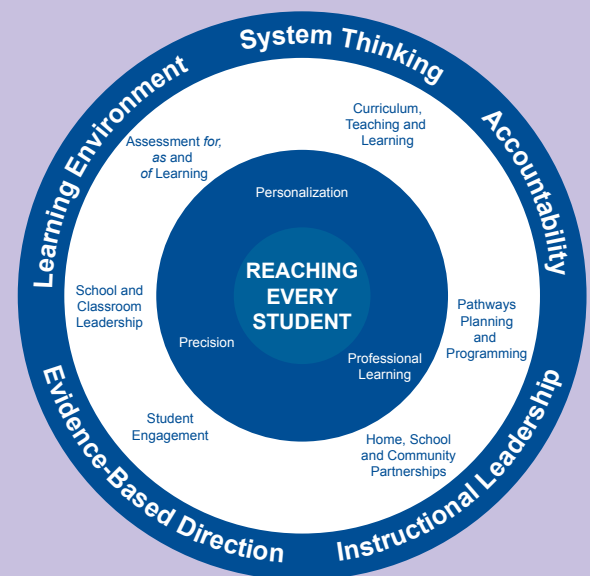 System Thinking
Accountability
Instructional Leadership
Evidence-Based Direction
Learning Environment
Curriculum,
Teaching and
Learning
Pathways
Planning
and
Programming
Home, School
and Community
Partnerships
Student
Engagement
School and
Classroom
Leadership
Assessment for,
as and
of Learning
Personalization
Professional
Learning
Precision
REACHING
EVERY
STUDENT